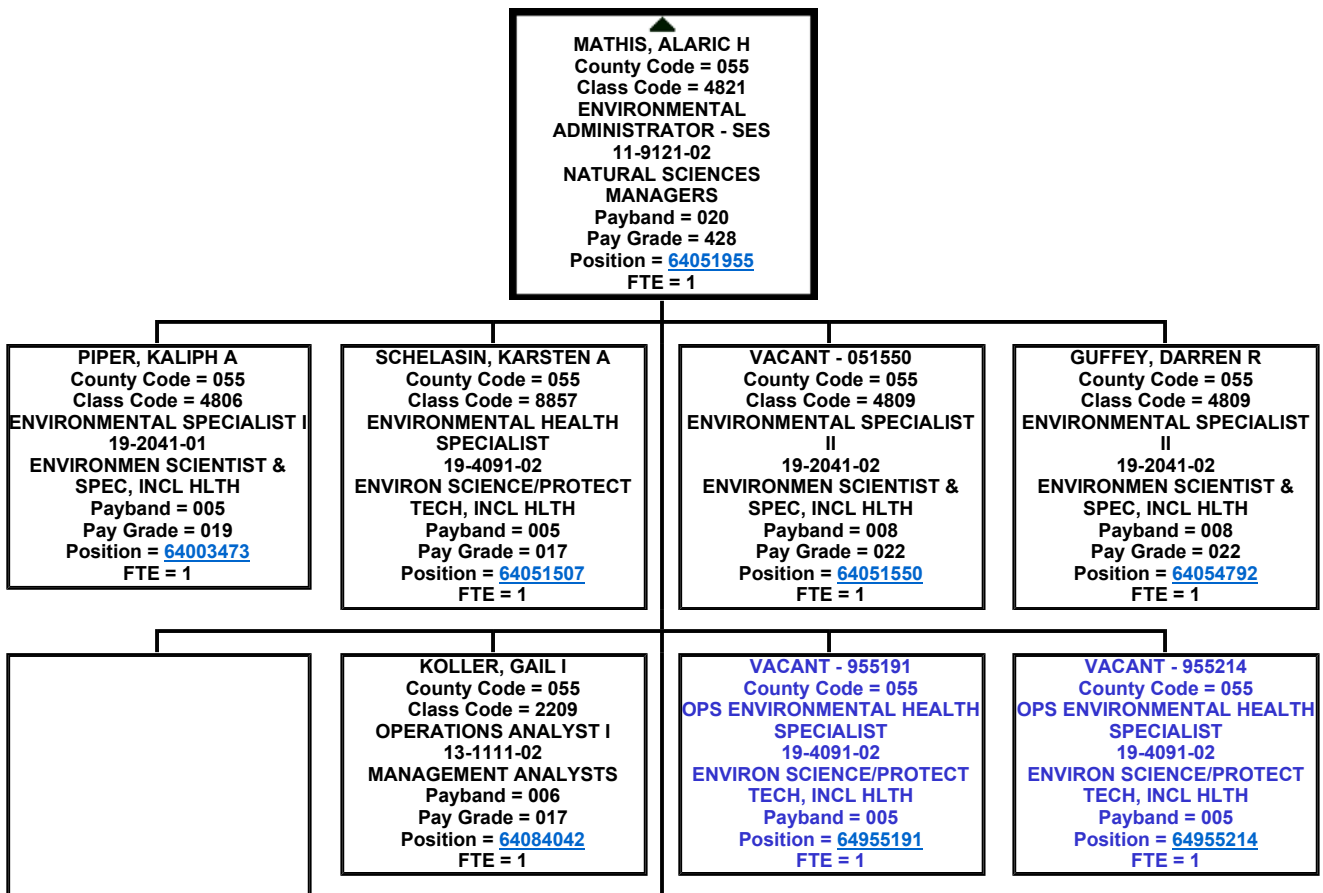 MATHIS, ALARIC H
County Code = 055
Class Code = 4821
ENVIRONMENTAL
ADMINISTRATOR - SES
11-9121-02
NATURAL SCIENCES
MANAGERS
Payband = 020
Pay Grade = 428
Position = 64051955
FTE = 1
PIPER, KALIPH A
County Code = 055
Class Code = 4806
ENVIRONMENTAL SPECIALIST I
19-2041-01
ENVIRONMEN SCIENTIST &
SPEC, INCL HLTH
Payband = 005
Pay Grade = 019
Position = 64003473
FTE = 1
SCHELASIN, KARSTEN A
County Code = 055
Class Code = 8857
ENVIRONMENTAL HEALTH
SPECIALIST
19-4091-02
ENVIRON SCIENCE/PROTECT
TECH, INCL HLTH
Payband = 005
Pay Grade = 017
Position = 64051507
FTE = 1
VACANT - 051550
County Code = 055
Class Code = 4809
ENVIRONMENTAL SPECIALIST
II
19-2041-02
ENVIRONMEN SCIENTIST &
SPEC, INCL HLTH
Payband = 008
Pay Grade = 022
Position = 64051550
FTE = 1
GUFFEY, DARREN R
County Code = 055
Class Code = 4809
ENVIRONMENTAL SPECIALIST
II
19-2041-02
ENVIRONMEN SCIENTIST &
SPEC, INCL HLTH
Payband = 008
Pay Grade = 022
Position = 64054792
FTE = 1
KOLLER, GAIL I
County Code = 055
Class Code = 2209
OPERATIONS ANALYST I
13-1111-02
MANAGEMENT ANALYSTS
Payband = 006
Pay Grade = 017
Position = 64084042
FTE = 1
VACANT - 955191
County Code = 055
OPS ENVIRONMENTAL HEALTH
SPECIALIST
19-4091-02
ENVIRON SCIENCE/PROTECT
TECH, INCL HLTH
Payband = 005
Position = 64955191
FTE = 1
VACANT - 955214
County Code = 055
OPS ENVIRONMENTAL HEALTH
SPECIALIST
19-4091-02
ENVIRON SCIENCE/PROTECT
TECH, INCL HLTH
Payband = 005
Position = 64955214
FTE = 1